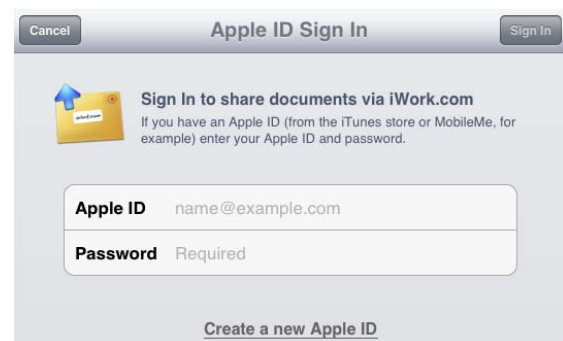 Cancel
Apple ID Sign In
Sign In
Sign In to share documents via iWork.com
If you have an Apple ID (from the iTunes store or MobileMe, for
example) enter your Apple ID and password.
Apple ID name@example.com
Password Required
Create a new Apple ID